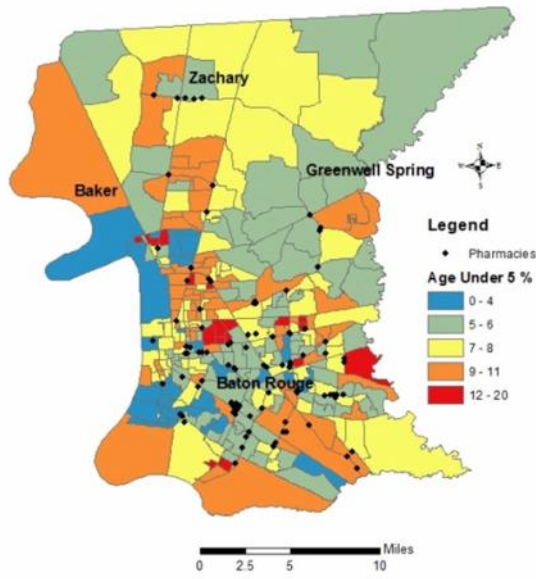 Zachary
Greenwell Spring
Baker
N
W E
S
Legend
Pharmacies
Age Under 5 %
0 - 4
5 - 6
7 - 8
9 - 11
12 - 20
Baton Rouge
Miles
0 2.5 5 10